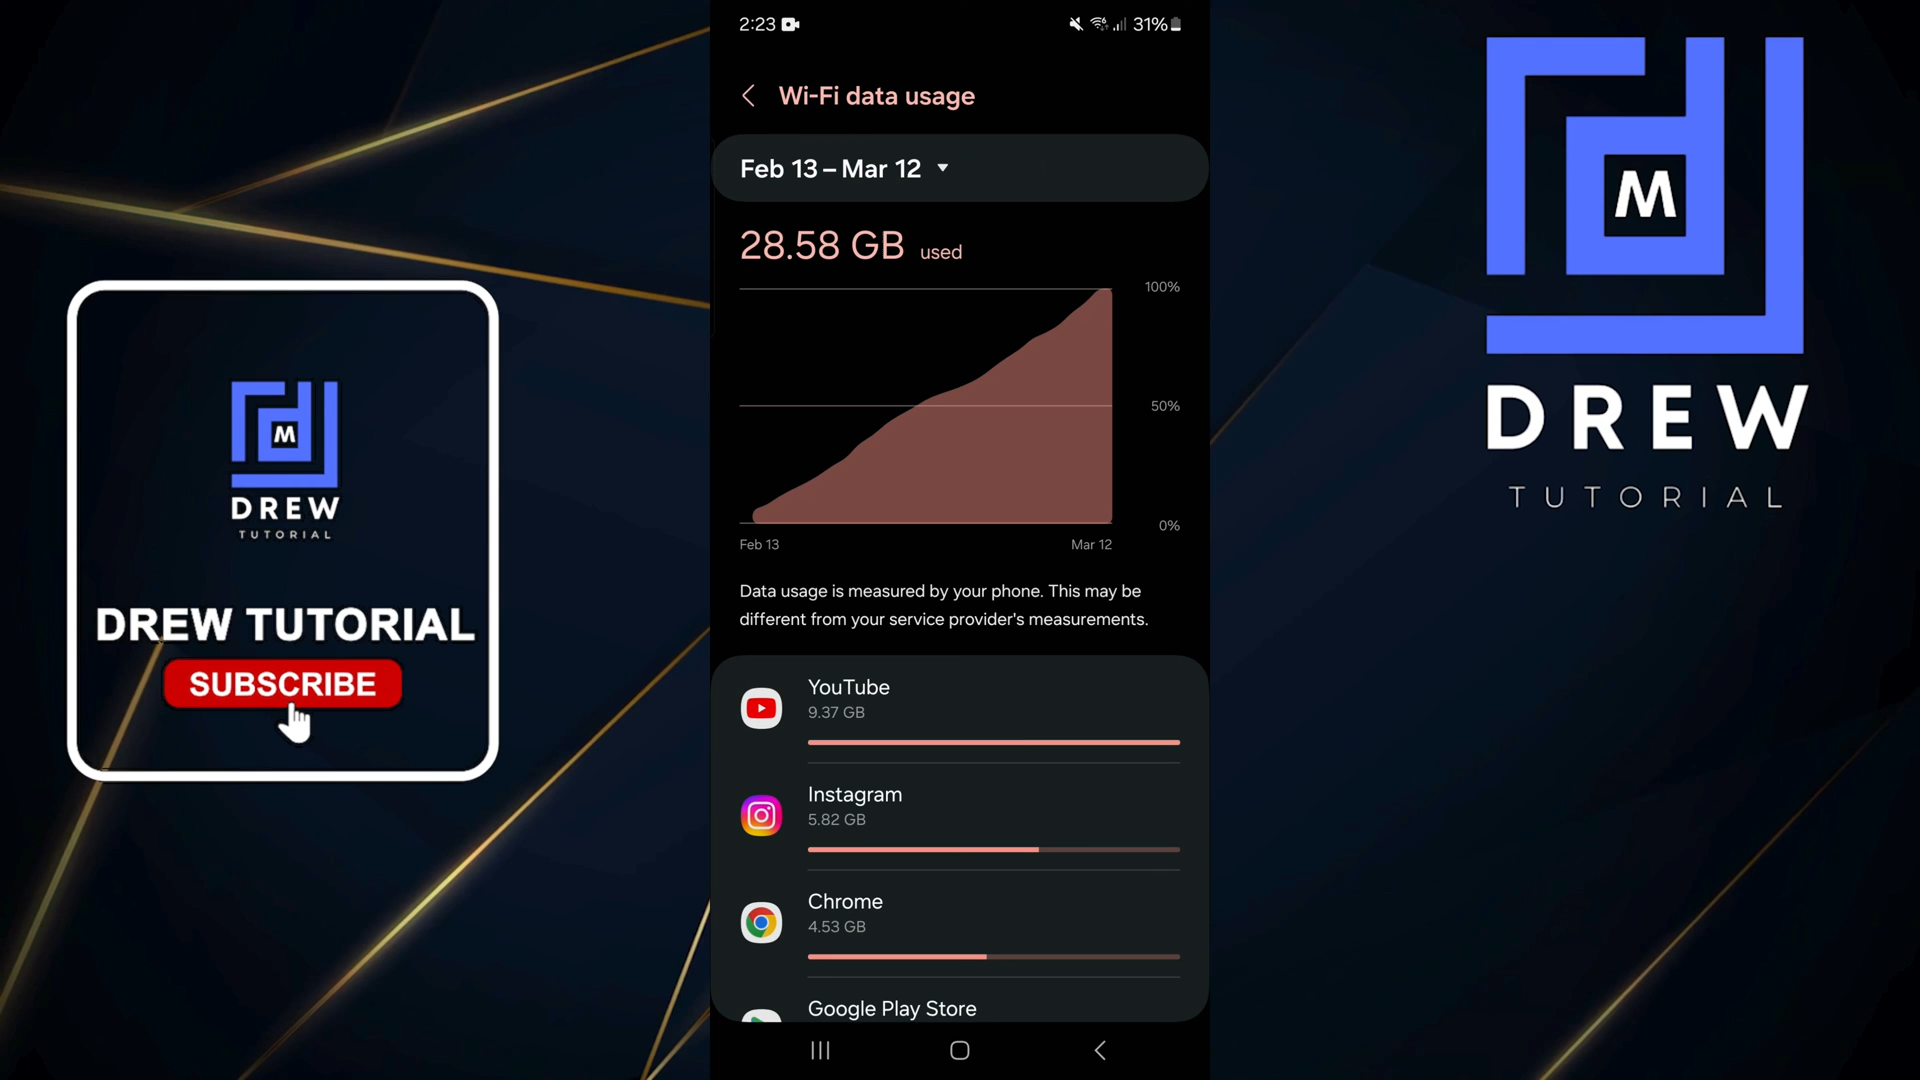 2:23
31%
Wi-Fi data usage
Feb 13 – Mar 12
28.58 GB used
100%
50%
0%
Feb 13
Mar 12
Data usage is measured by your phone. This may be
different from your service provider's measurements.
YouTube
9.37 GB
Instagram
5.82 GB
Chrome
4.53 GB
Google Play Store
M
DREW
TUTORIAL
DREW TUTORIAL
SUBSCRIBE
M
DREW
TUTORIAL